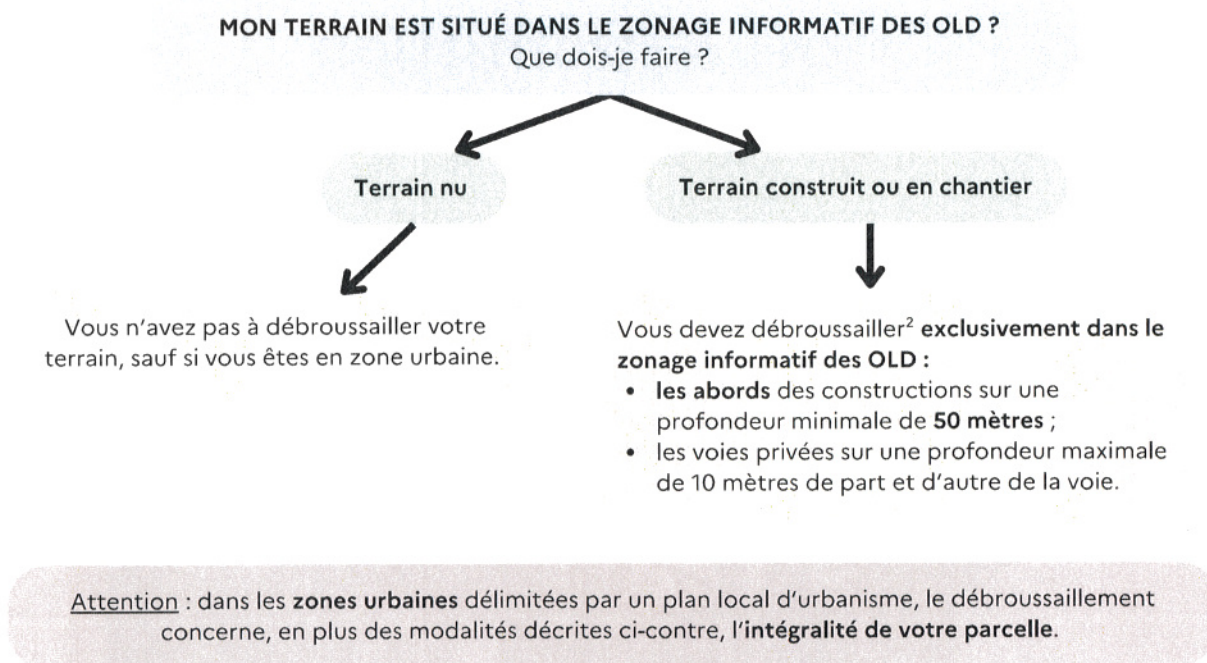 MON TERRAIN EST SITUÉ DANS LE ZONAGE INFORMATIF DES OLD ?
Que dois-je faire ?
Terrain nu
Terrain construit ou en chantier
Vous n'avez pas à débroussailler votre
terrain, sauf si vous êtes en zone urbaine.
Vous devez débroussailler² exclusivement dans le
zonage informatif des OLD :
• les abords des constructions sur une
profondeur minimale de 50 mètres ;
• les voies privées sur une profondeur maximale
de 10 mètres de part et d'autre de la voie.
Attention : dans les zones urbaines délimitées par un plan local d'urbanisme, le débroussaillement
concerne, en plus des modalités décrites ci-contre, l'intégralité de votre parcelle.